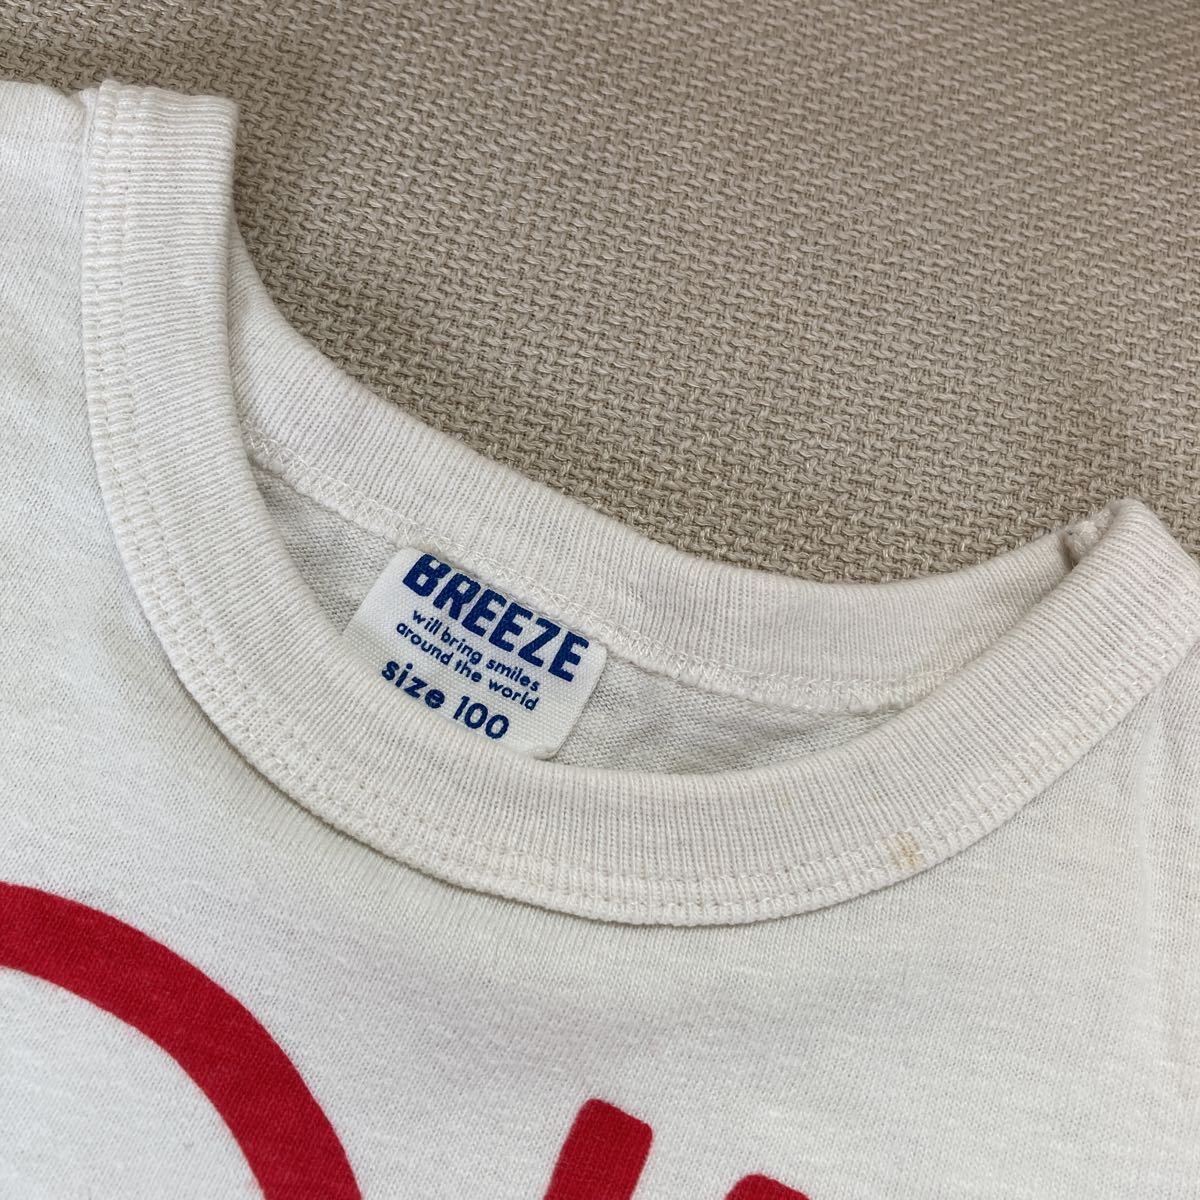 BREEZE
will bring smiles
around the world
size 100